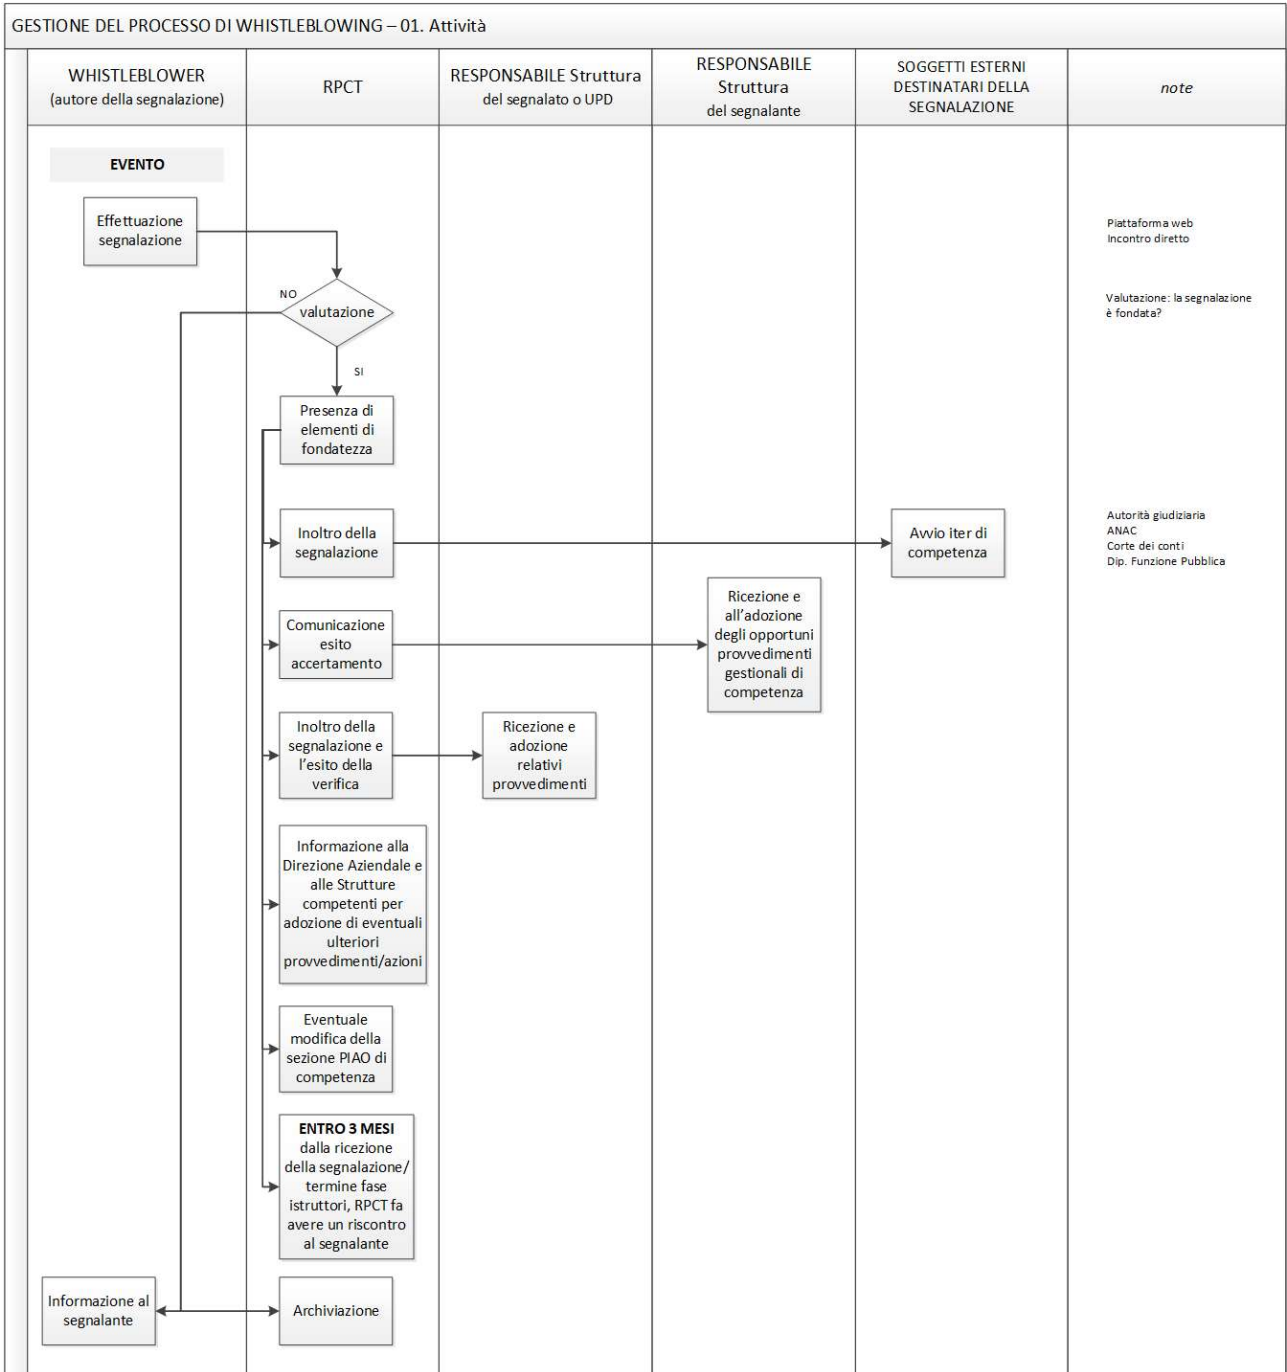 GESTIONE DEL PROCESSO DI WHISTLEBLOWING – 01. Attività
WHISTLEBLOWER
(autore della segnalazione)
RPCT
RESPONSABILE Struttura
del segnalato o UPD
RESPONSABILE
Struttura
del segnalante
SOGGETTI ESTERNI
DESTINATARI DELLA
SEGNALAZIONE
note
EVENTO
Effettuazione
segnalazione
Piattaforma web
Incontro diretto
NO
valutazione
Valutazione: la segnalazione
è fondata?
SI
Presenza di
elementi di
fondatezza
Inoltro della
segnalazione
Avvio iter di
competenza
Autorità giudiziaria
ANAC
Corte dei conti
Dip. Funzione Pubblica
Comunicazione
esito
accertamento
Ricezione e
all'adozione
degli opportuni
provvedimenti
gestionali di
competenza
Inoltro della
segnalazione e
l'esito della
verifica
Ricezione e
adozione
relativi
provvedimenti
Informazione alla
Direzione Aziendale e
alle Strutture
competenti per
adozione di eventuali
ulteriori
provvedimenti/azioni
Eventuale
modifica della
sezione PIAO di
competenza
ENTRO 3 MESI
dalla ricezione
della segnalazione/
termine fase
istruttori, RPCT fa
avere un riscontro
al segnalante
Informazione al
segnalante
Archiviazione